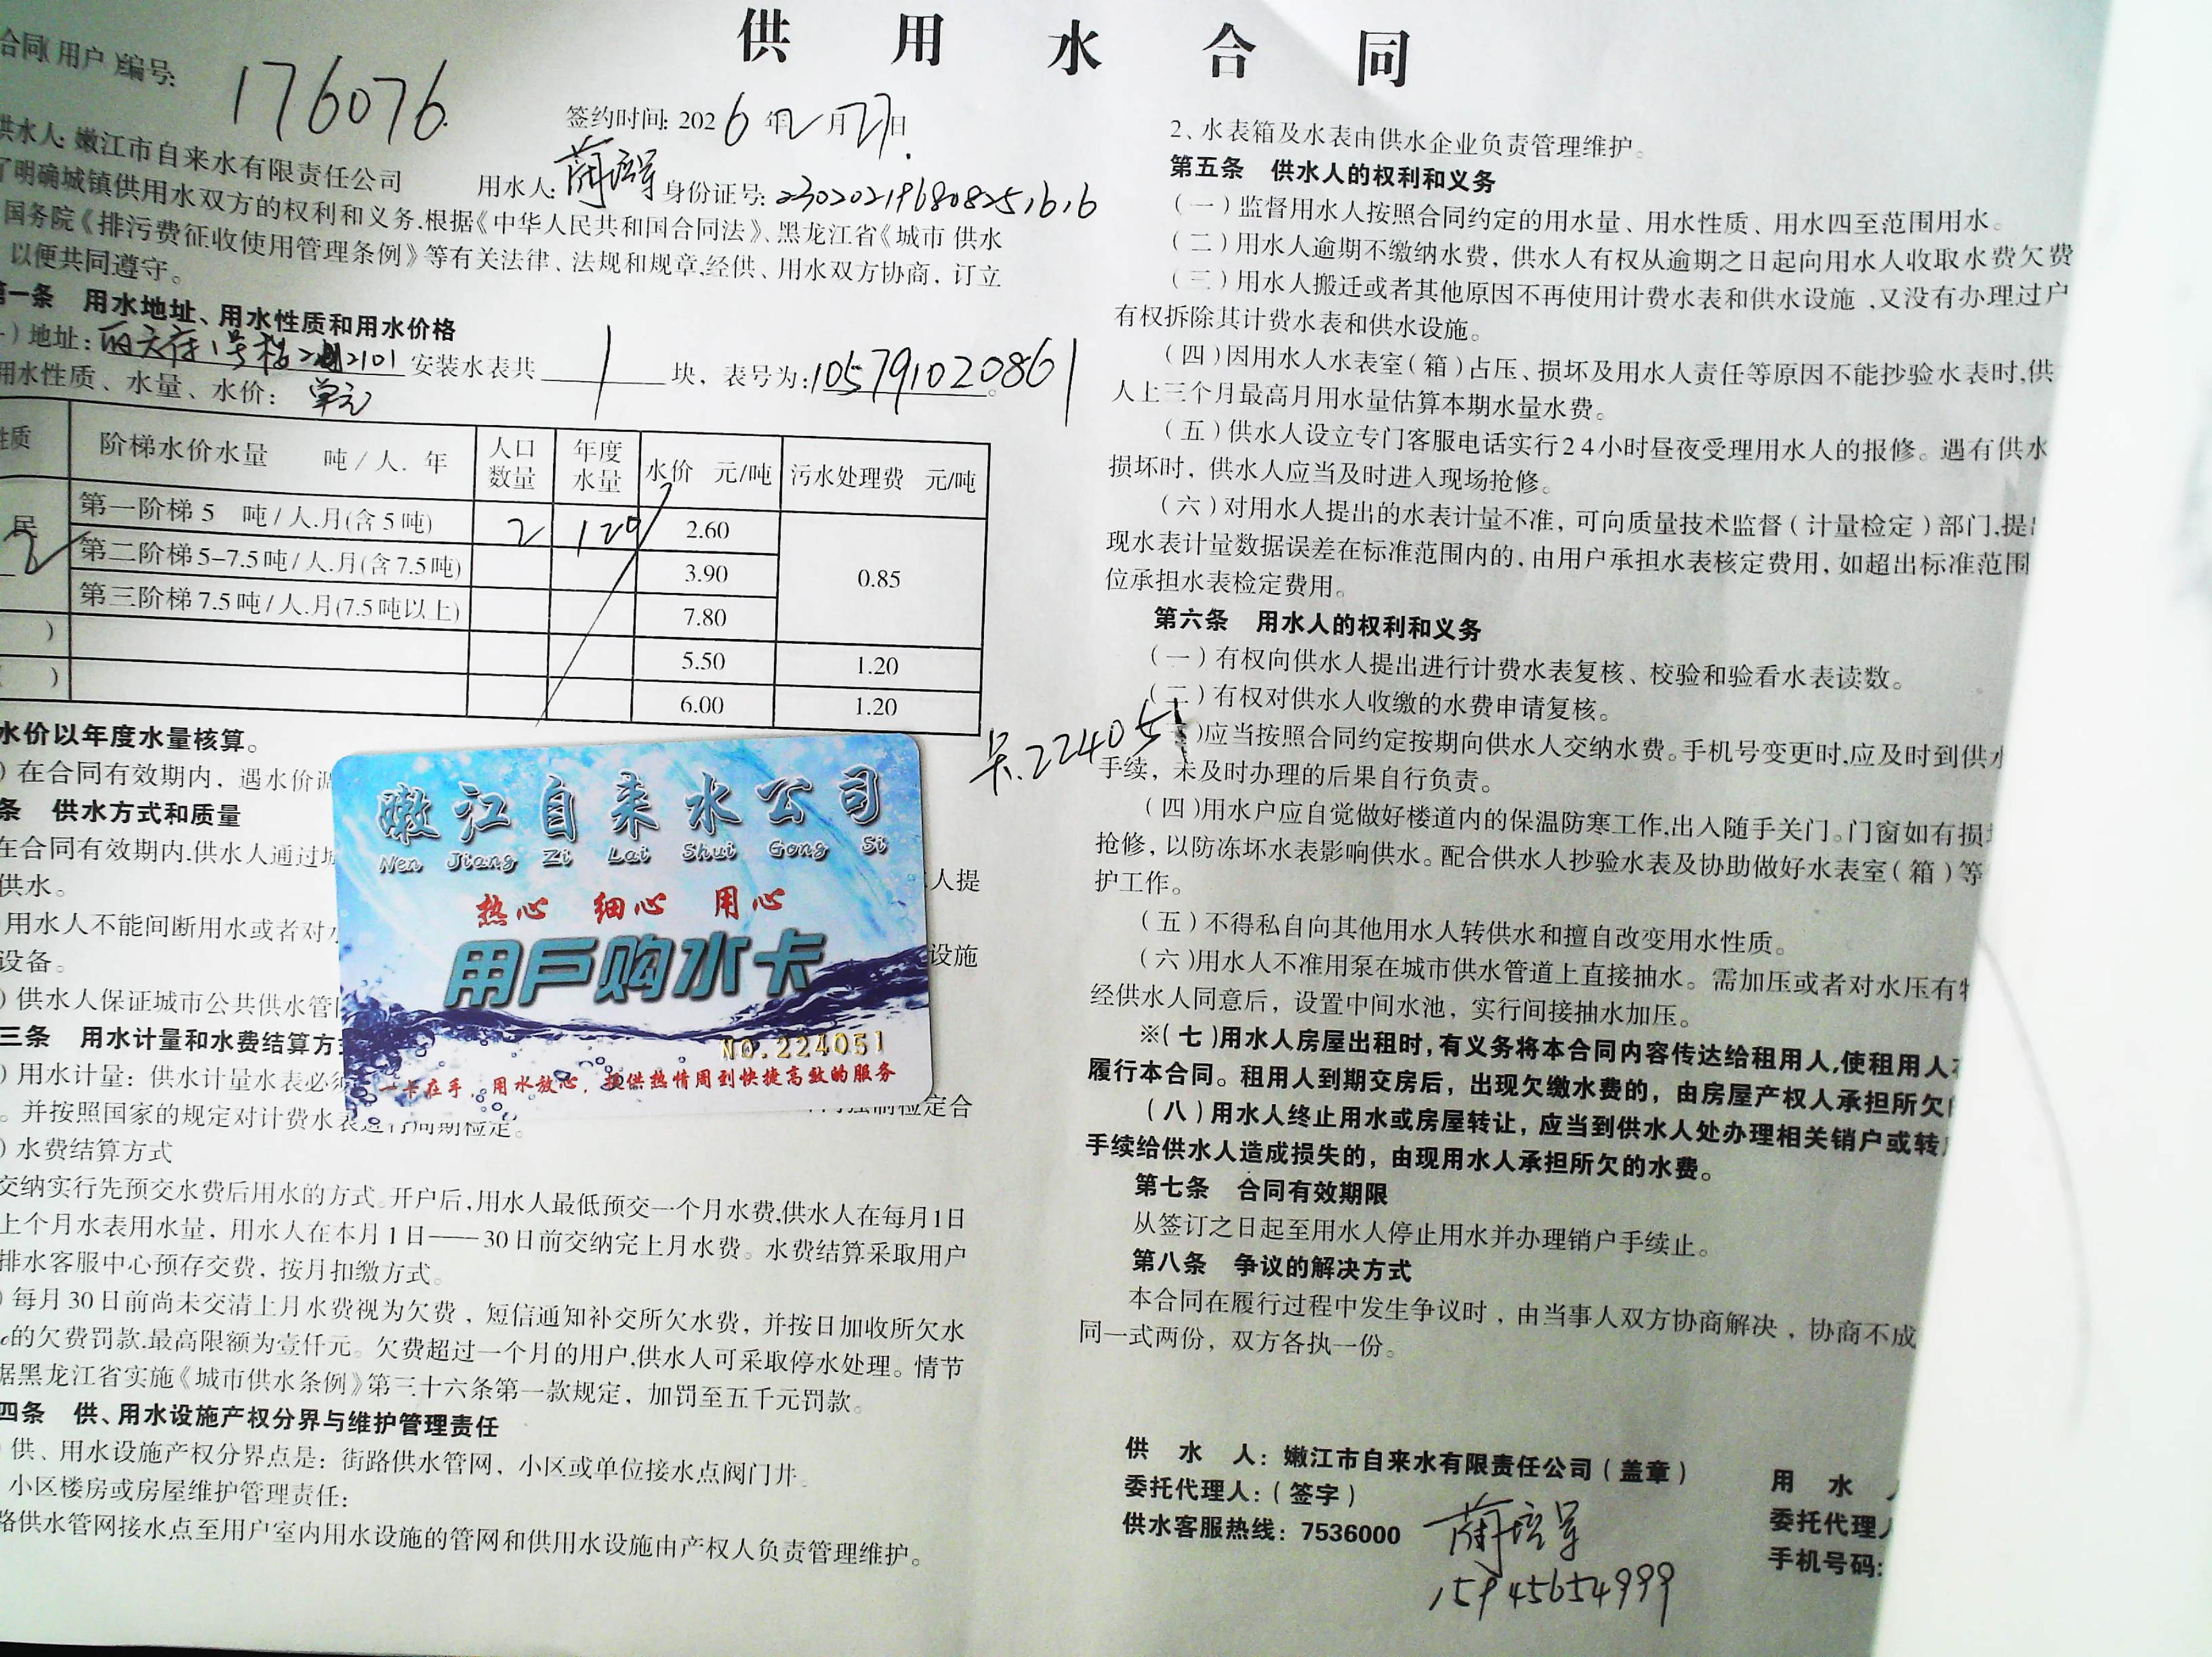 供用水合同
合同(用户)编号: 176076
签约时间: 2026年2月27日
供水人: 嫩江市自来水有限责任公司
用水人: 身份证号:
了明确城镇供用水双方的权利和义务,根据《中华人民共和国合同法》、黑龙江省《城市 供水
国务院《排污费征收使用管理条例》等有关法律、法规和规章,经供、用水双方协商，订立
以便共同遵守。
第一条 用水地址、用水性质和用水价格
)地址: 1号楼2 2101 安装水表共 1 块，表号为: 105791020861。
单元
用水性质、水量、水价：
性质 阶梯水价水量 吨/人.年 人口数量 年度水量 水价 元/吨 污水处理费 元/吨
民 第一阶梯5 吨/人.月(含5吨) 2 120 2.60 0.85
第二阶梯5-7.5吨/人.月(含7.5吨) 3.90
第三阶梯7.5吨/人.月(7.5吨以上) 7.80
) 5.50 1.20
( ) 6.00 1.20
水价以年度水量核算。
)在合同有效期内，遇水价调
条 供水方式和质量
在合同有效期内,供水人通过城
供水。 人提
用水人不能间断用水或者对水
设备。 设施
)供水人保证城市公共供水管
三条 用水计量和水费结算方式
)用水计量：供水计量水表必须
强制检定合
。并按照国家的规定对计费水表进行周期检定。
)水费结算方式
交纳实行先预交水费后用水的方式。开户后,用水人最低预交一个月水费,供水人在每月1日
上个月水表用水量，用水人在本月1日——30日前交纳完上月水费。水费结算采取用户
排水客服中心预存交费，按月扣缴方式。
)每月30日前尚未交清上月水费视为欠费，短信通知补交所欠水费，并按日加收所欠水
的欠费罚款,最高限额为壹仟元。欠费超过一个月的用户,供水人可采取停水处理。情节
据黑龙江省实施《城市供水条例》第三十六条第一款规定，加罚至五千元罚款。
四条 供、用水设施产权分界与维护管理责任
供、用水设施产权分界点是：街路供水管网，小区或单位接水点阀门井。
小区楼房或房屋维护管理责任：
路供水管网接水点至用户室内用水设施的管网和供用水设施由产权人负责管理维护。
嫩江自来水公司
Nen Jiang Zi Lai Shui Gong Si
热心 细心 用心
用户购水卡
NO.224051
一卡在手，用水放心，提供热情周到快捷高效的服务
2、水表箱及水表由供水企业负责管理维护。
第五条 供水人的权利和义务
(一)监督用水人按照合同约定的用水量、用水性质、用水四至范围用水。
(二)用水人逾期不缴纳水费，供水人有权从逾期之日起向用水人收取水费欠费
(三)用水人搬迁或者其他原因不再使用计费水表和供水设施,又没有办理过户
有权拆除其计费水表和供水设施。
(四)因用水人水表室(箱)占压、损坏及用水人责任等原因不能抄验水表时,供
人上三个月最高月用水量估算本期水量水费。
(五)供水人设立专门客服电话实行24小时昼夜受理用水人的报修。遇有供水
损坏时，供水人应当及时进入现场抢修。
(六)对用水人提出的水表计量不准，可向质量技术监督(计量检定)部门,提
现水表计量数据误差在标准范围内的，由用户承担水表核定费用，如超出标准范围
位承担水表检定费用。
第六条 用水人的权利和义务
(一)有权向供水人提出进行计费水表复核、校验和验看水表读数。
(二)有权对供水人收缴的水费申请复核。
卡.224051
)应当按照合同约定按期向供水人交纳水费。手机号变更时,应及时到供水
手续，未及时办理的后果自行负责。
(四)用水户应自觉做好楼道内的保温防寒工作,出入随手关门。门窗如有损
抢修，以防冻坏水表影响供水。配合供水人抄验水表及协助做好水表室(箱)等
护工作。
(五)不得私自向其他用水人转供水和擅自改变用水性质。
(六)用水人不准用泵在城市供水管道上直接抽水。需加压或者对水压有特
经供水人同意后，设置中间水池，实行间接抽水加压。
※(七)用水人房屋出租时,有义务将本合同内容传达给租用人,使租用人
履行本合同。租用人到期交房后，出现欠缴水费的，由房屋产权人承担所欠
(八)用水人终止用水或房屋转让，应当到供水人处办理相关销户或转
手续给供水人造成损失的，由现用水人承担所欠的水费。
第七条 合同有效期限
从签订之日起至用水人停止用水并办理销户手续止。
第八条 争议的解决方式
本合同在履行过程中发生争议时，由当事人双方协商解决，协商不成
同一式两份，双方各执一份。
供 水 人：嫩江市自来水有限责任公司(盖章)
委托代理人：(签字)
供水客服热线：7536000
15945654999
用 水
委托代理
手机号码: